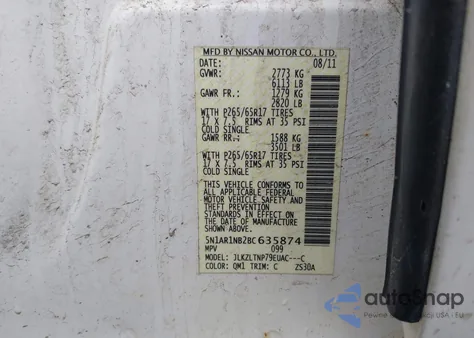 MFD BY NISSAN MOTOR CO., LTD.
DATE: 08/11
GVWR: 2773 KG
6113 LB
GAWR FR.: 1279 KG
2820 LB
WITH P265/65R17 TIRES
17 X 7.5 RIMS AT 35 PSI
COLD SINGLE
GAWR RR.: 1588 KG
3501 LB
WITH P265/65R17 TIRES
17 X 7.5 RIMS AT 35 PSI
COLD SINGLE
THIS VEHICLE CONFORMS TO
ALL APPLICABLE FEDERAL
MOTOR VEHICLE SAFETY
STANDARDS IN EFFECT ON
THE DATE OF MANUFACTURE
SHOWN ABOVE.
5N1AR1NB2BC 635874
MPV 099
MODEL: JLKZLTNP79EUAC---C
COLOR: QM1 TRIM: C ZS30A
autoSnap